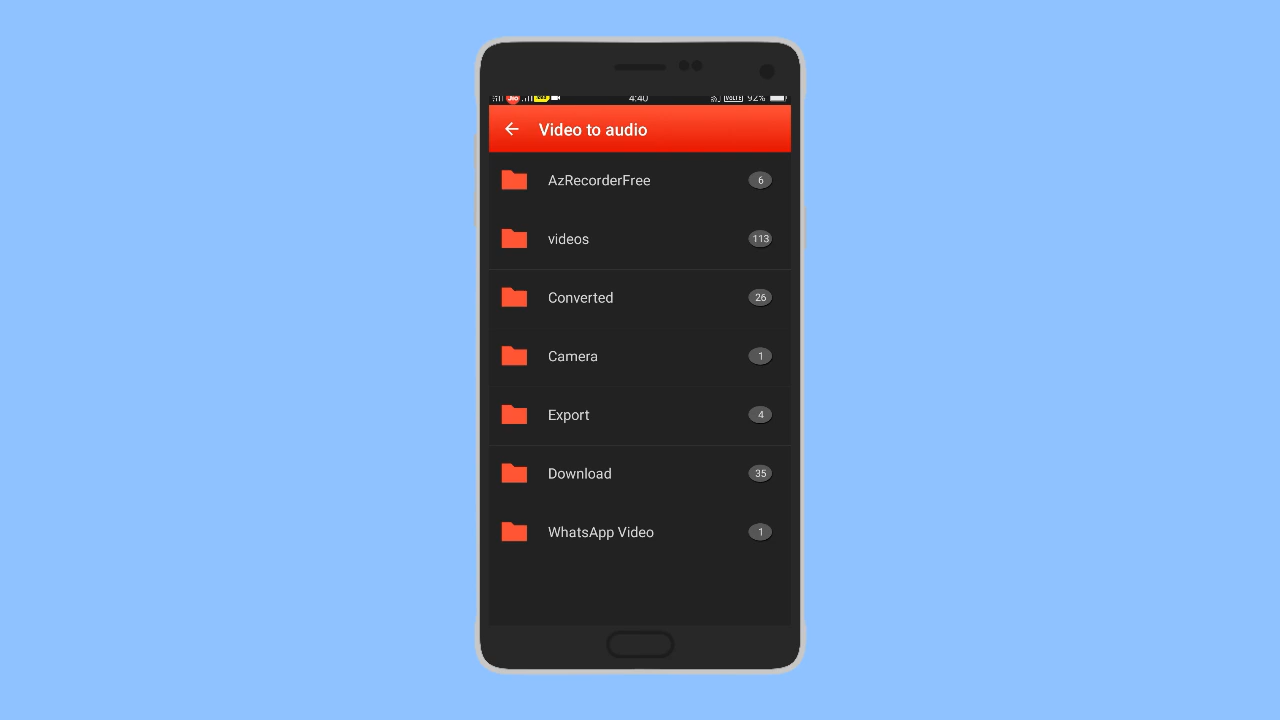 4:40 VOLTE 92%
Video to audio
AzRecorderFree 6
videos 113
Converted 26
Camera 1
Export 4
Download 35
WhatsApp Video 1